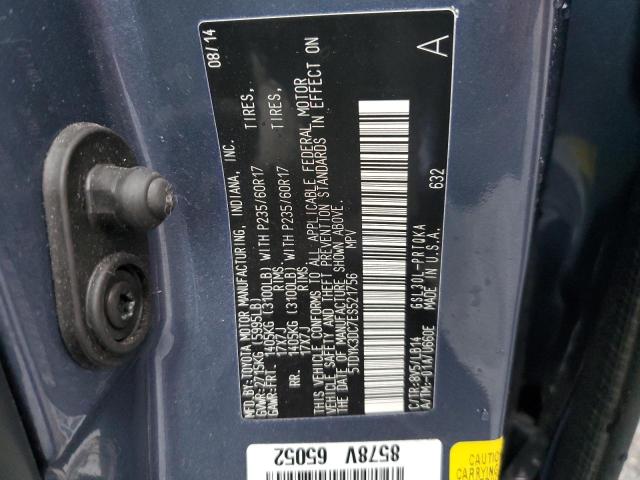 MFD. BY: TOYOTA MOTOR MANUFACTURING, INDIANA, INC. 08/14
GVWR-2715KG (5995LB)
GAWR-FRT. 1405KG (3100LB) WITH P235/60R17 TIRES,
17X7J RIMS
RR. 1405KG (3100LB) WITH P235/60R17 TIRES,
17X7J RIMS
THIS VEHICLE CONFORMS TO ALL APPLICABLE FEDERAL MOTOR
VEHICLE SAFETY AND THEFT PREVENTION STANDARDS IN EFFECT ON
THE DATE OF MANUFACTURE SHOWN ABOVE.
5TDYK3DC7ES521756 MPV
A
632
C/TR:8V5/LB14 GSL30L-PRTQKA
A/TM:-01A/U660E MADE IN U.S.A.
8578V 65052
CAUTION
CARRYING